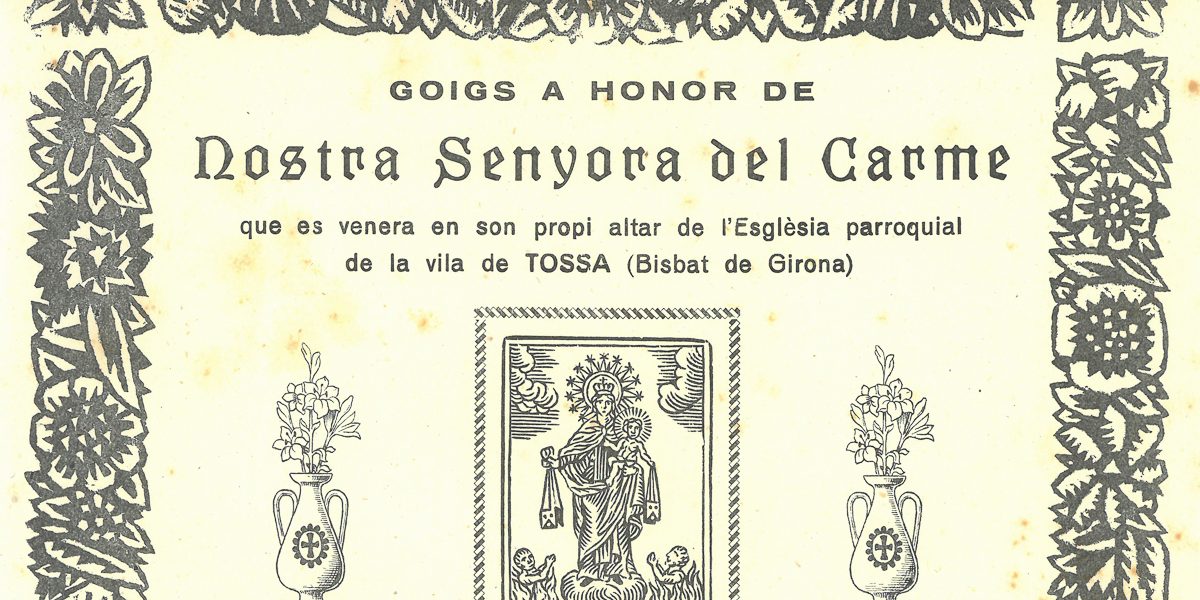 GOIGS A HONOR DE
Nostra Senyora del Carme
que es venera en son propi altar de l'Esglèsia parroquial
de la vila de TOSSA (Bisbat de Girona)